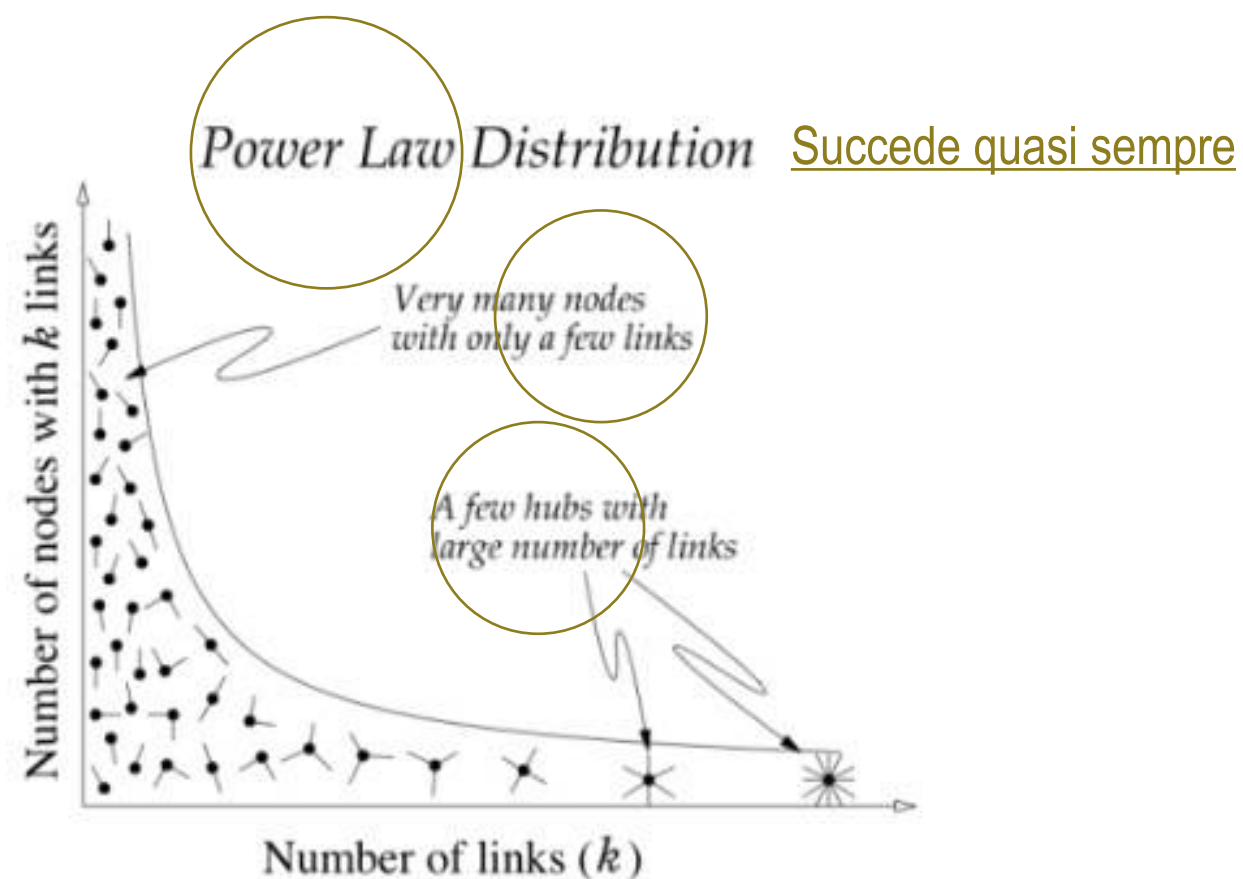 Power Law Distribution
Succede quasi sempre
Number of nodes with k links
Very many nodes
with only a few links
A few hubs with
large number of links
Number of links (k)